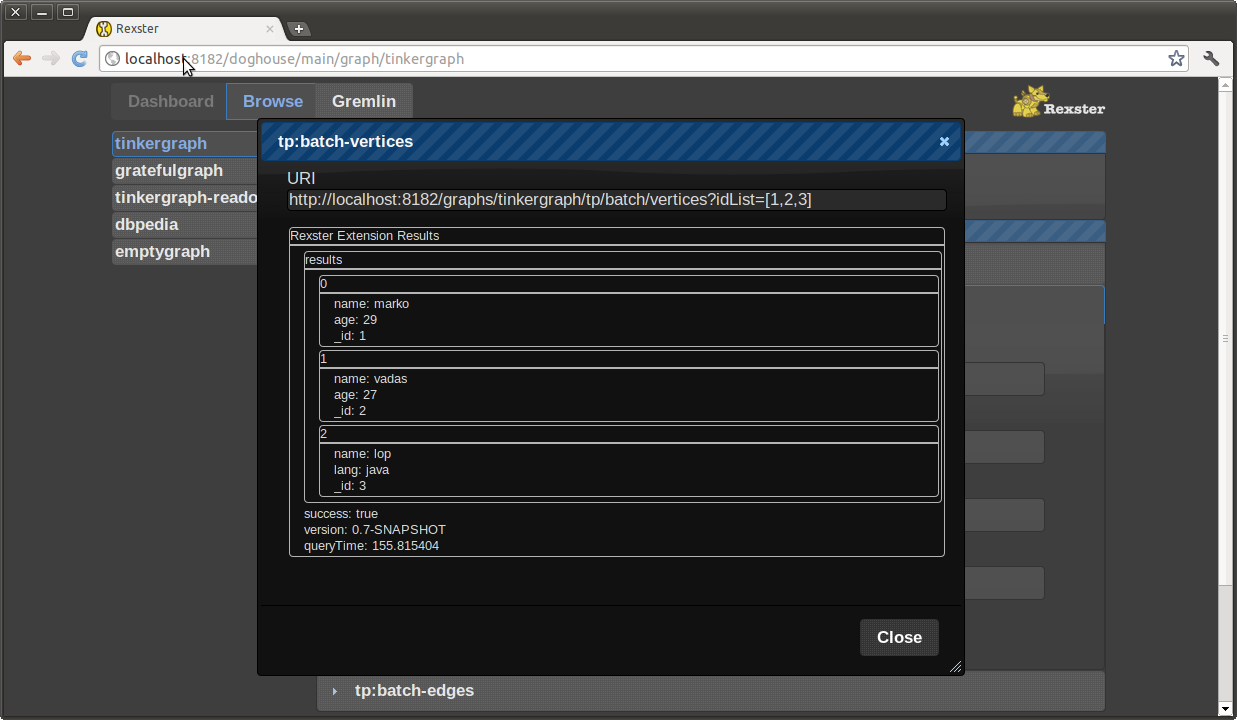 Rexster
localhost:8182/doghouse/main/graph/tinkergraph
Dashboard Browse Gremlin
Rexster
tinkergraph
gratefulgraph
tinkergraph-reado
dbpedia
emptygraph
tp:batch-vertices
URI
http://localhost:8182/graphs/tinkergraph/tp/batch/vertices?idList=[1,2,3]
Rexster Extension Results
results
0
name: marko
age: 29
_id: 1
1
name: vadas
age: 27
_id: 2
2
name: lop
lang: java
_id: 3
success: true
version: 0.7-SNAPSHOT
queryTime: 155.815404
Close
tp:batch-edges